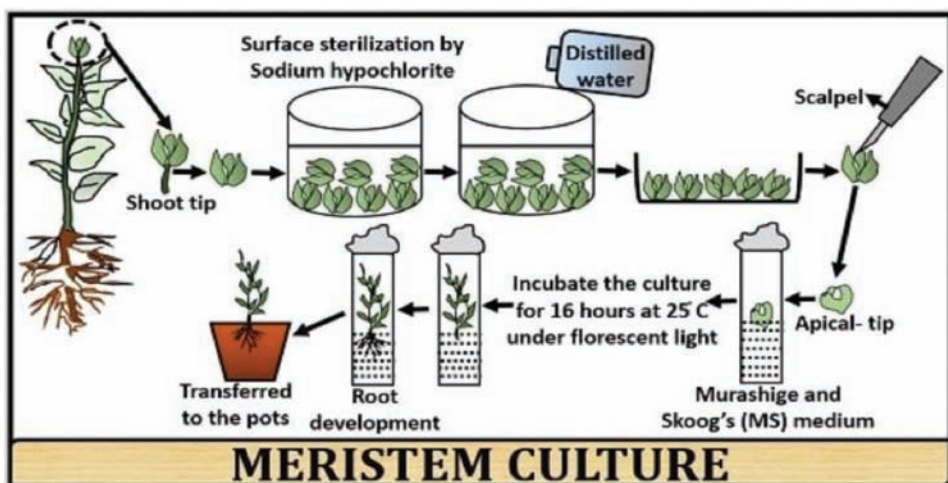 Surface sterilization by
Sodium hypochlorite
Distilled
water
Scalpel
Shoot tip
Incubate the culture
for 16 hours at 25°C
under florescent light
Apical- tip
Transferred
to the pots
Root
development
Murashige and
Skoog's (MS) medium
MERISTEM CULTURE